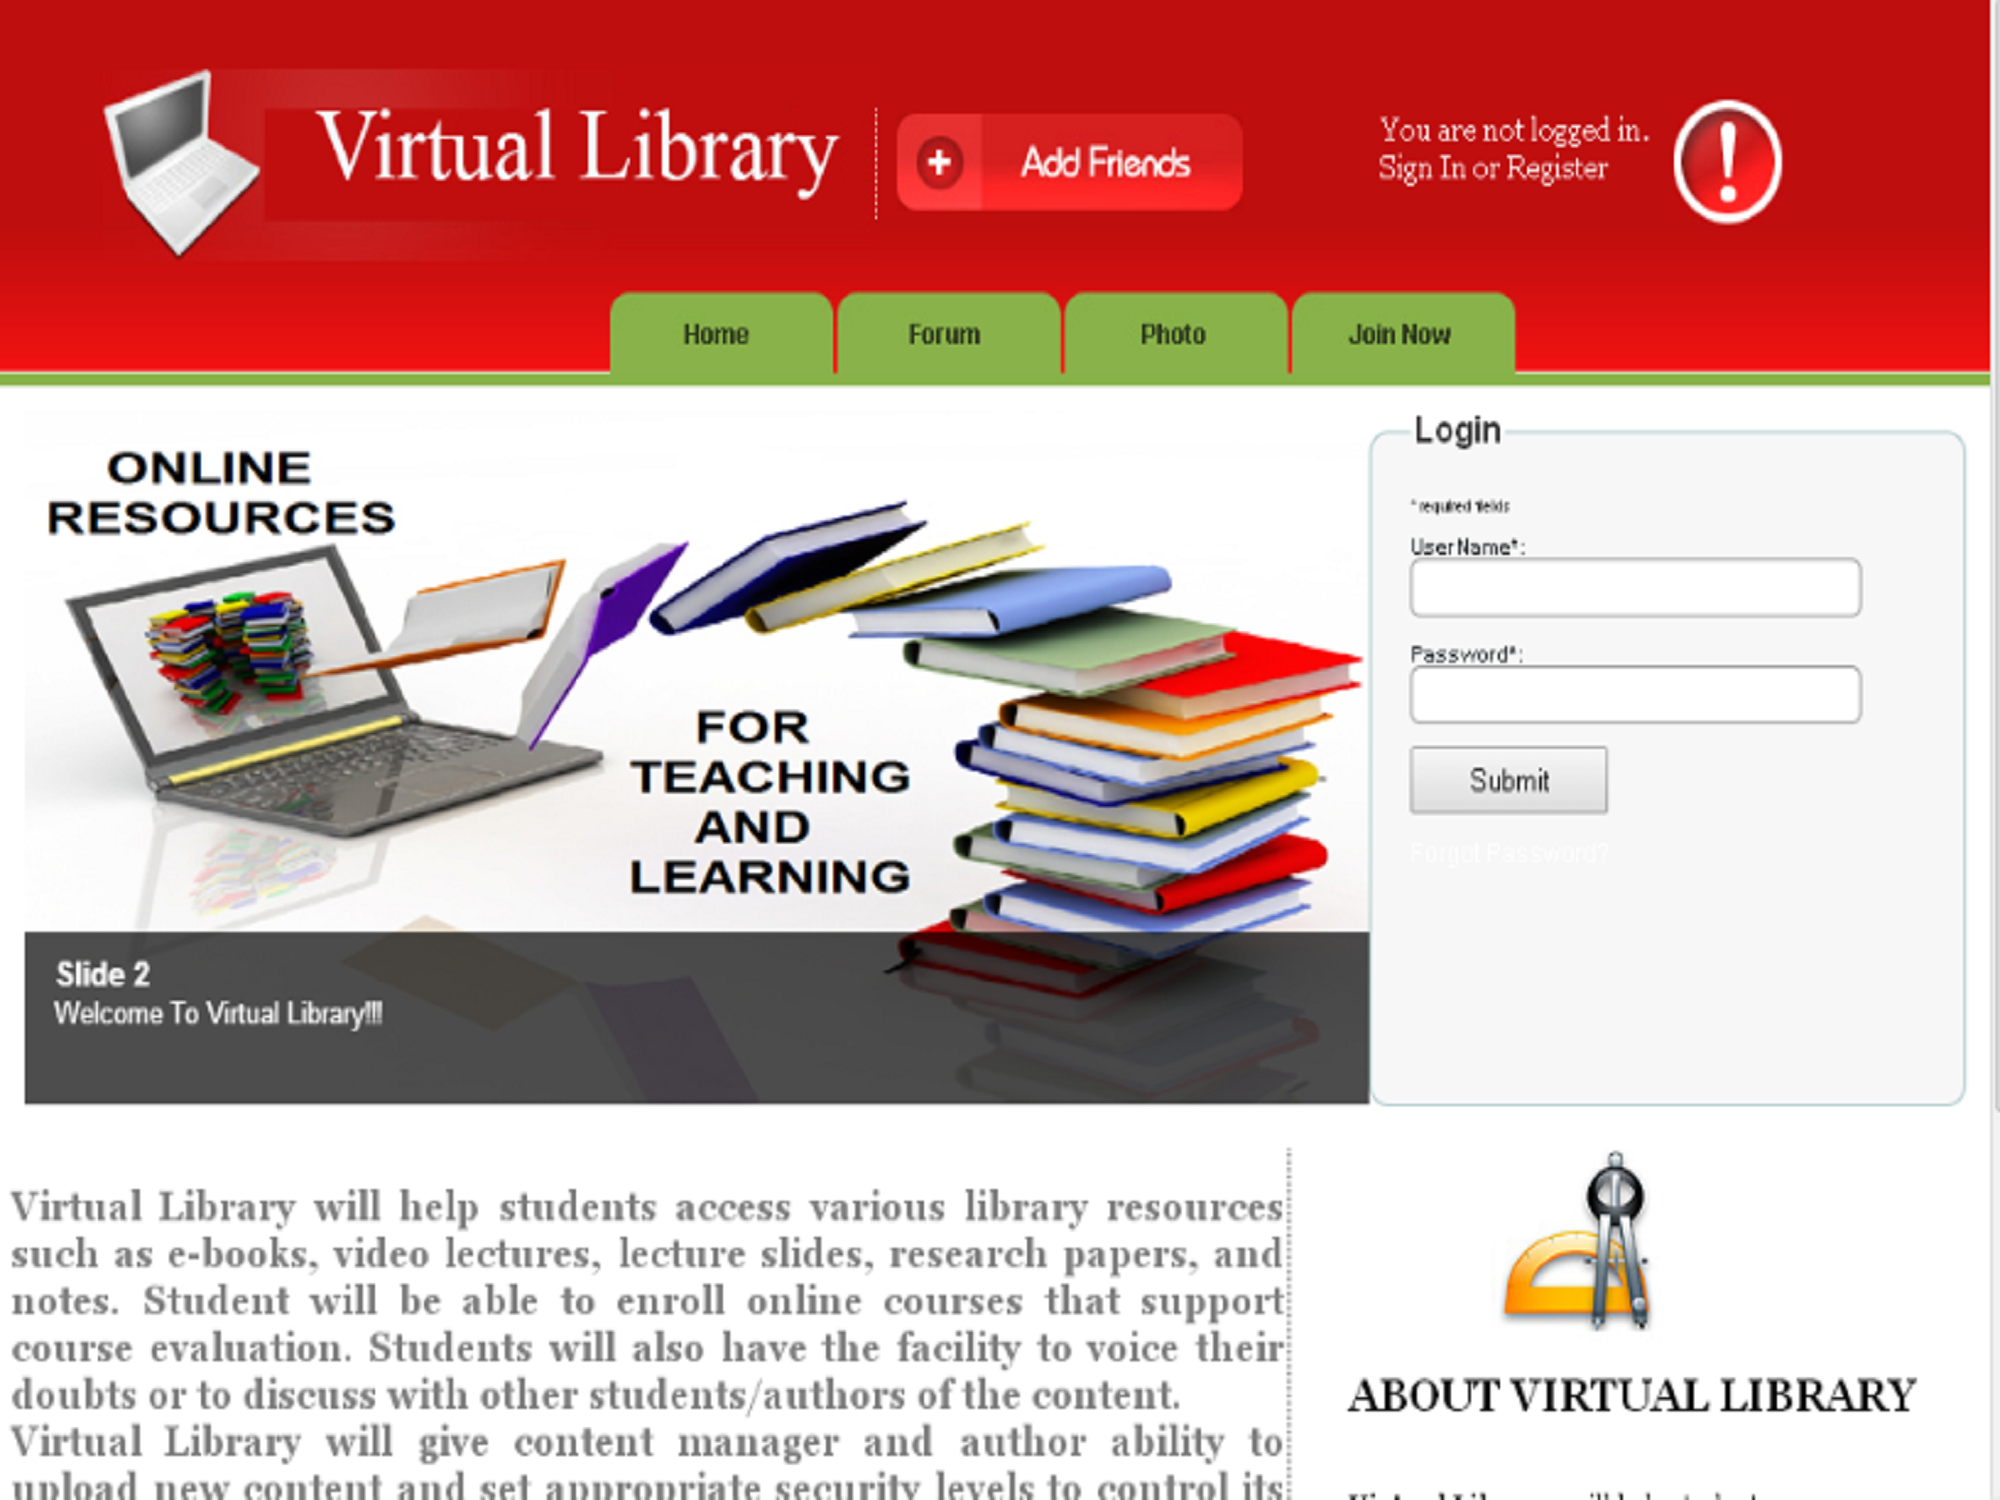 Virtual Library
Add Friends
You are not logged in.
Sign In or Register
Home
Forum
Photo
Join Now
ONLINE
RESOURCES
FOR
TEACHING
AND
LEARNING
Slide 2
Welcome To Virtual Library!!!
Login
* required fields
UserName*:
Password*:
Submit
Forgot Password?
Virtual Library will help students access various library resources
such as e-books, video lectures, lecture slides, research papers, and
notes. Student will be able to enroll online courses that support
course evaluation. Students will also have the facility to voice their
doubts or to discuss with other students/authors of the content.
Virtual Library will give content manager and author ability to
upload new content and set appropriate security levels to control its
ABOUT VIRTUAL LIBRARY